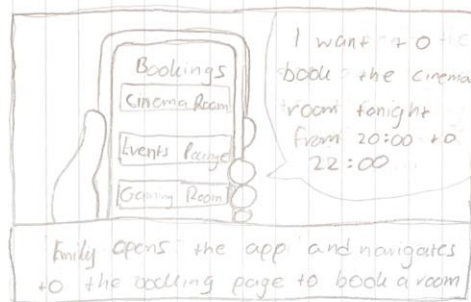 Bookings
Cinema Room
Events Lounge
Gaming Room
I want to
book the cinema
room tonight
from 20:00 to
22:00
Emily opens the app and navigates
to the booking page to book a room